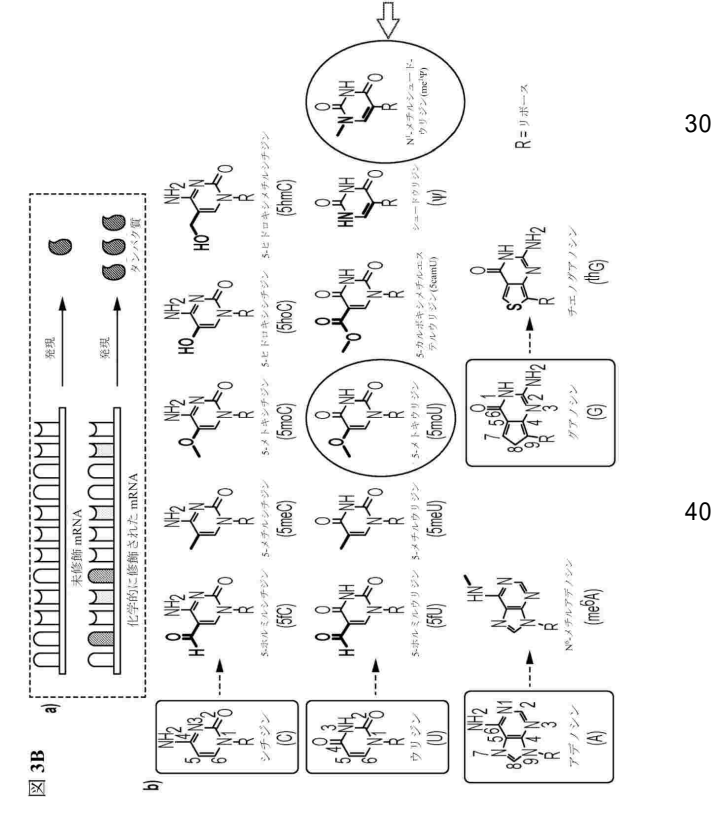 図 3B
a)
未修飾 mRNA
発現
化学的に修飾された mRNA
発現
タンパク質
b)
シチジン
(C)
5-ホルミルシチジン
(5fC)
5-メチルシチジン
(5meC)
5-メトキシチジン
(5moC)
5-ヒドロキシシチジン
(5hoC)
5-ヒドロキシメチルシチジン
(5hmC)
ウリジン
(U)
5-ホルミルウリジン
(5fU)
5-メチルウリジン
(5meU)
5-メトキウリジン
(5moU)
5-カルボキシメチルエス
テルウリジン(5camU)
シュードウリジン
(Ψ)
N¹-メチルシュード-
ウリジン(me¹Ψ)
アデノシン
(A)
N⁶-メチルアデノシン
(me⁶A)
グアノシン
(G)
チエノグアノシン
(thG)
R = リボース
30
40